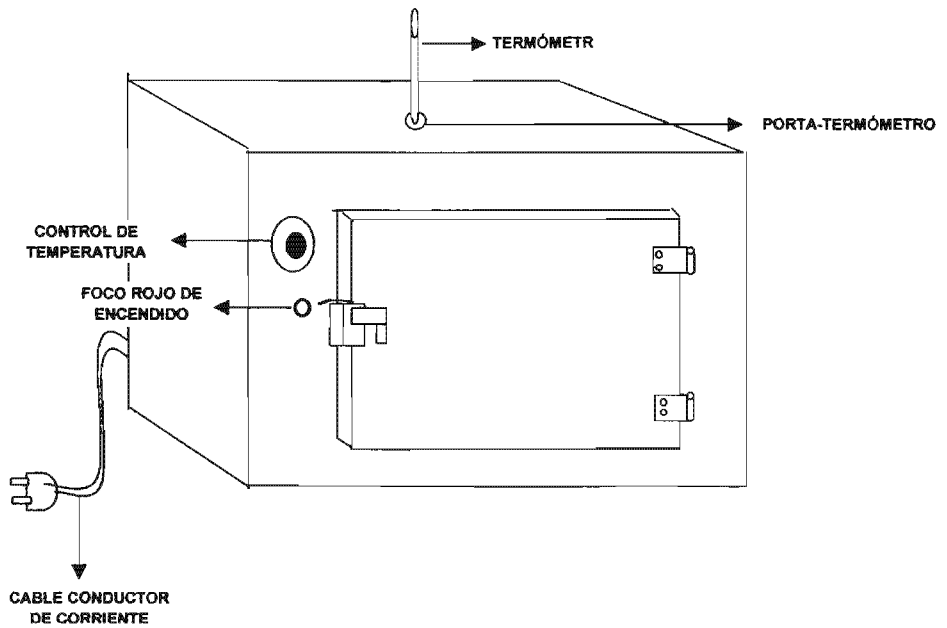 TERMÓMETR
PORTA-TERMÓMETRO
CONTROL DE
TEMPERATURA
FOCO ROJO DE
ENCENDIDO
CABLE CONDUCTOR
DE CORRIENTE